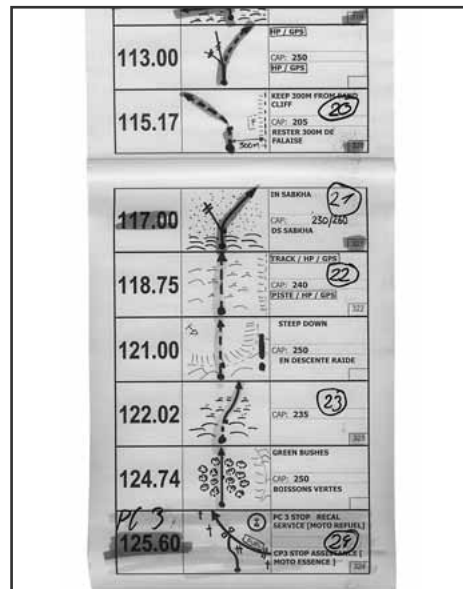 113.00
HP / GPS
CAP: 250
HP / GPS
115.17
KEEP 300M FROM SAND
CLIFF
20
CAP: 205
RESTER 300M DE
FALAISE
300M
117.00
IN SABKHA
21
CAP: 230/260
DS SABKHA
118.75
TRACK / HP / GPS
22
CAP: 240
PISTE / HP / GPS
322
121.00
STEEP DOWN
CAP: 250
EN DESCENTE RAIDE
122.02
23
CAP: 235
323
124.74
GREEN BUSHES
CAP: 250
BOISSONS VERTES
PC 3
125.60
PC 3 STOP RECAL
SERVICE [MOTO REFUEL]
24
CP3 STOP ASSISTANCE [
MOTO ESSENCE ]
324